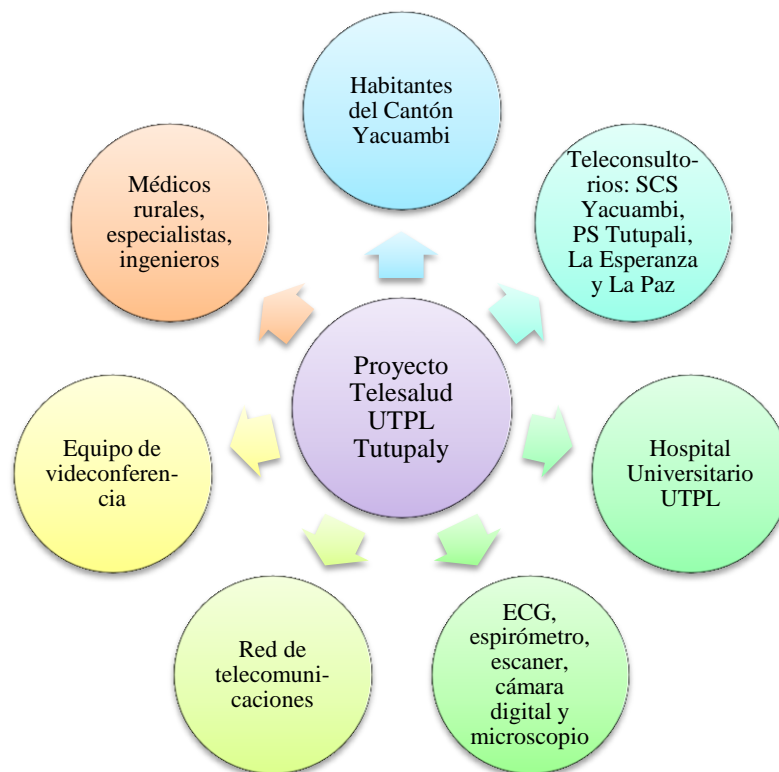 Habitantes
del Cantón
Yacuambi
Teleconsulto-
rios: SCS
Yacuambi,
PS Tutupali,
La Esperanza
y La Paz
Hospital
Universitario
UTPL
ECG,
espirómetro,
escaner,
cámara
digital y
microscopio
Red de
telecomuni-
caciones
Equipo de
videconferen-
cia
Médicos
rurales,
especialistas,
ingenieros
Proyecto
Telesalud
UTPL
Tutupaly